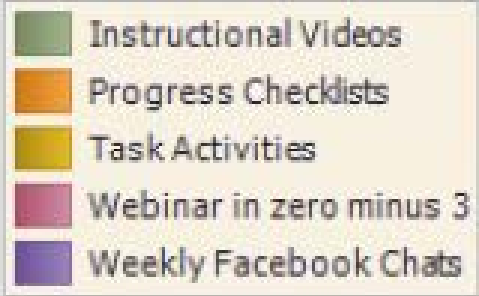 Instructional Videos
Progress Checklists
Task Activities
Webinar in zero minus 3
Weekly Facebook Chats